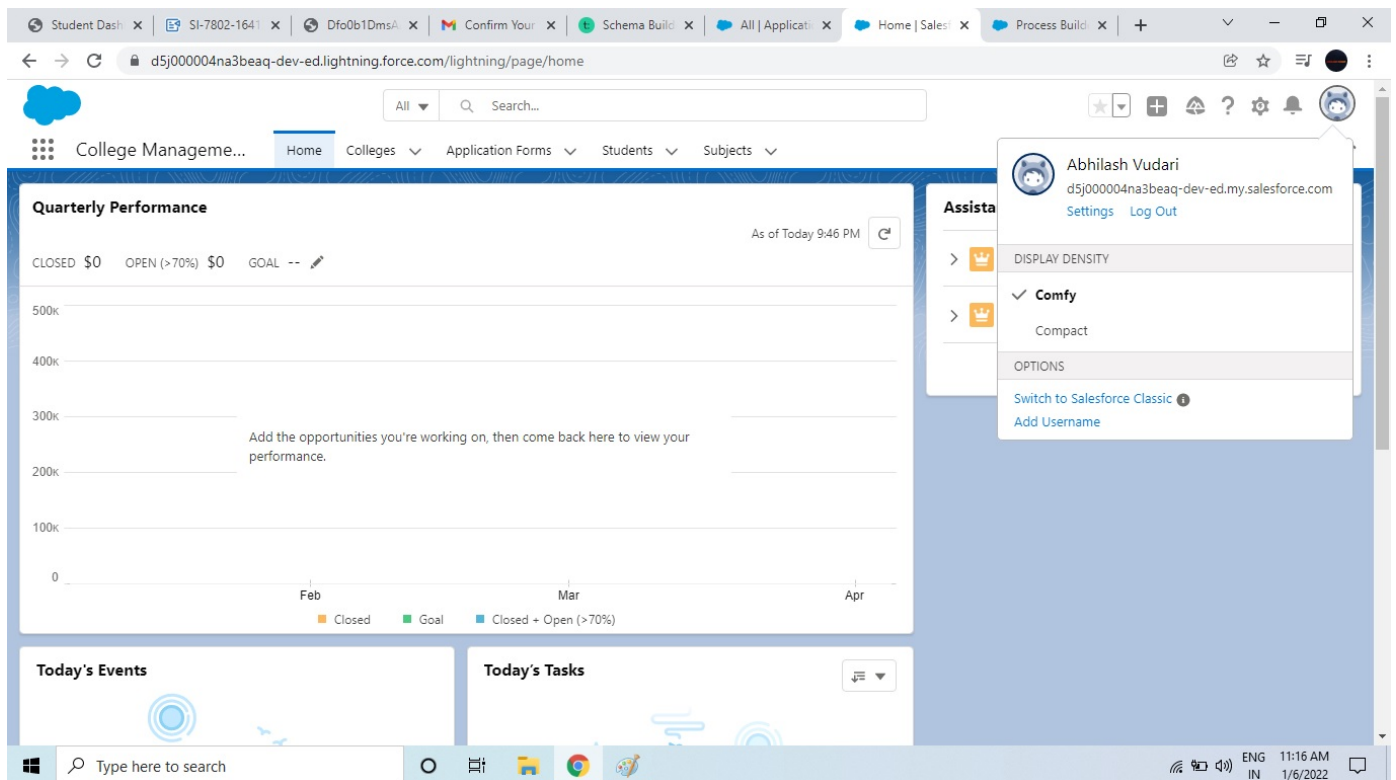 Student Dash
SI-7802-1641
Dfo0b1DmsA
Confirm Your
Schema Build
All | Applicati
Home | Salesf
Process Build
d5j000004na3beaq-dev-ed.lightning.force.com/lightning/page/home
All
Search...
College Manageme...
Home
Colleges
Application Forms
Students
Subjects
Abhilash Vudari
d5j000004na3beaq-dev-ed.my.salesforce.com
Settings Log Out
DISPLAY DENSITY
Comfy
Compact
OPTIONS
Switch to Salesforce Classic
Add Username
Quarterly Performance
As of Today 9:46 PM
CLOSED $0 OPEN (>70%) $0 GOAL --
500K
400K
300K
200K
100K
0
Add the opportunities you're working on, then come back here to view your
performance.
Feb Mar Apr
Closed Goal Closed + Open (>70%)
Assista
Today's Events
Today's Tasks
Type here to search
ENG
IN
11:16 AM
1/6/2022